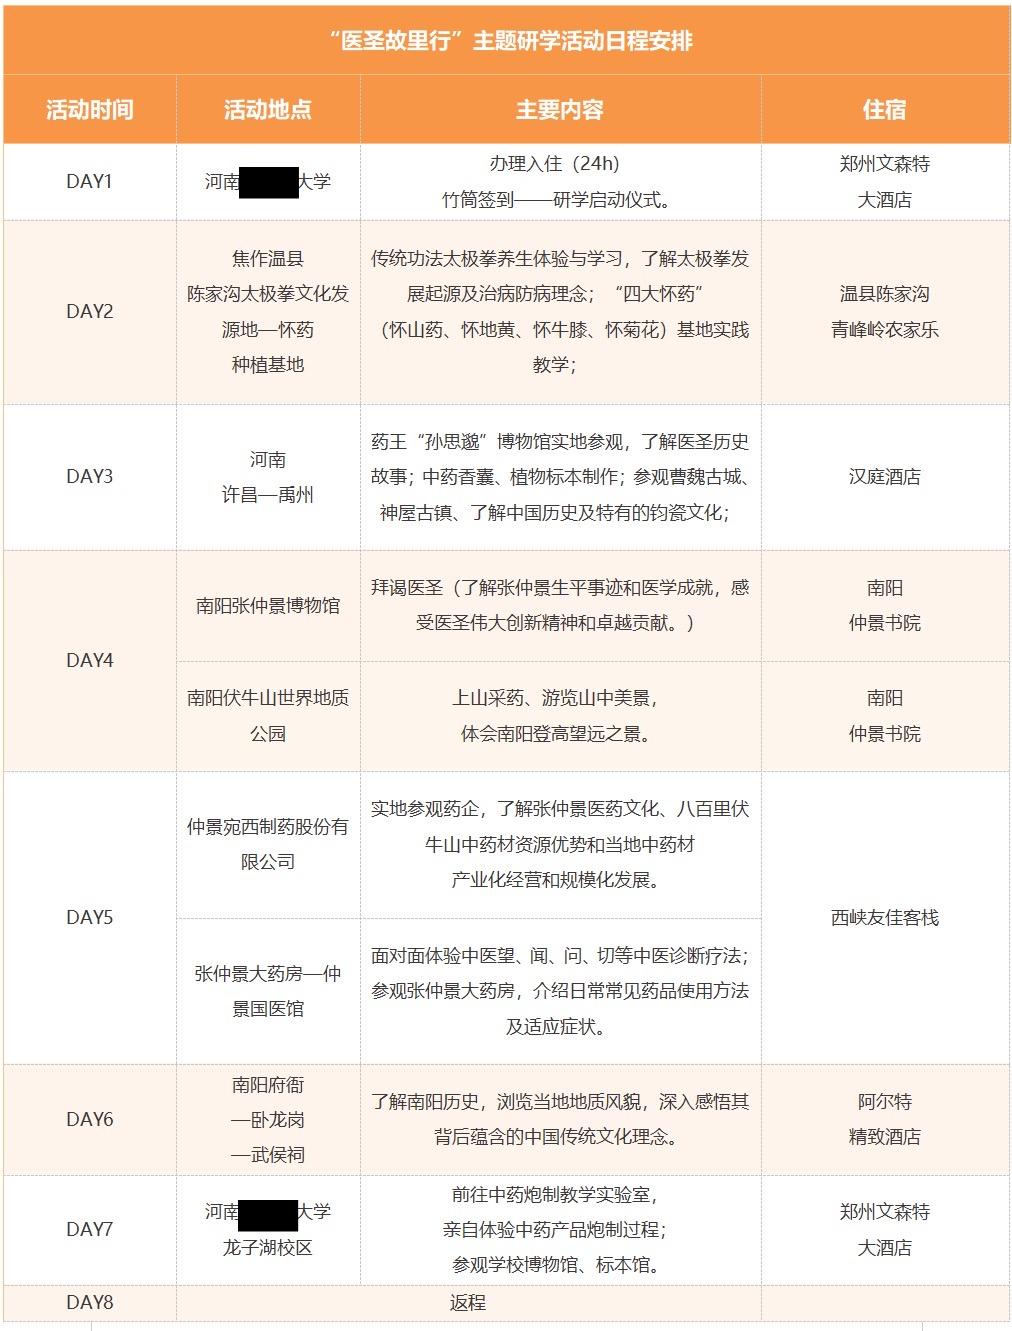 “医圣故里行”主题研学活动日程安排
活动时间 活动地点 主要内容 住宿
DAY1
河南 大学
办理入住（24h）
竹筒签到——研学启动仪式。
郑州文森特
大酒店
DAY2
焦作温县
陈家沟太极拳文化发
源地—怀药
种植基地
传统功法太极拳养生体验与学习，了解太极拳发
展起源及治病防病理念；“四大怀药”
（怀山药、怀地黄、怀牛膝、怀菊花）基地实践
教学；
温县陈家沟
青峰岭农家乐
DAY3
河南
许昌—禹州
药王“孙思邈”博物馆实地参观，了解医圣历史
故事；中药香囊、植物标本制作；参观曹魏古城、
神屋古镇、了解中国历史及特有的钧瓷文化；
汉庭酒店
DAY4
南阳张仲景博物馆
拜谒医圣（了解张仲景生平事迹和医学成就，感
受医圣伟大创新精神和卓越贡献。）
南阳
仲景书院
南阳伏牛山世界地质
公园
上山采药、游览山中美景，
体会南阳登高望远之景。
南阳
仲景书院
DAY5
仲景宛西制药股份有
限公司
实地参观药企，了解张仲景医药文化、八百里伏
牛山中药材资源优势和当地中药材
产业化经营和规模化发展。
西峡友佳客栈
张仲景大药房—仲
景国医馆
面对面体验中医望、闻、问、切等中医诊断疗法；
参观张仲景大药房，介绍日常常见药品使用方法
及适应症状。
DAY6
南阳府衙
—卧龙岗
—武侯祠
了解南阳历史，浏览当地地质风貌，深入感悟其
背后蕴含的中国传统文化理念。
阿尔特
精致酒店
DAY7
河南 大学
龙子湖校区
前往中药炮制教学实验室，
亲自体验中药产品炮制过程；
参观学校博物馆、标本馆。
郑州文森特
大酒店
DAY8
返程